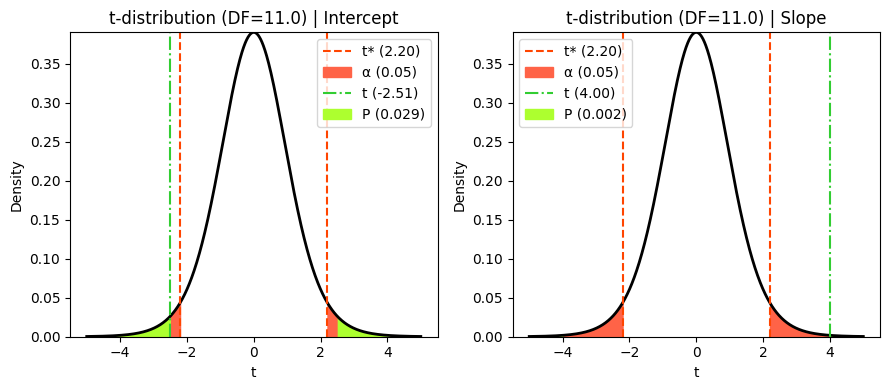 t-distribution (DF=11.0) | Intercept
t* (2.20)
α (0.05)
t (-2.51)
P (0.029)
0.35
0.30
0.25
0.20
0.15
0.10
0.05
0.00
Density
−4
−2
0
2
4
t
t-distribution (DF=11.0) | Slope
t* (2.20)
α (0.05)
t (4.00)
P (0.002)
0.35
0.30
0.25
0.20
0.15
0.10
0.05
0.00
Density
−4
−2
0
2
4
t